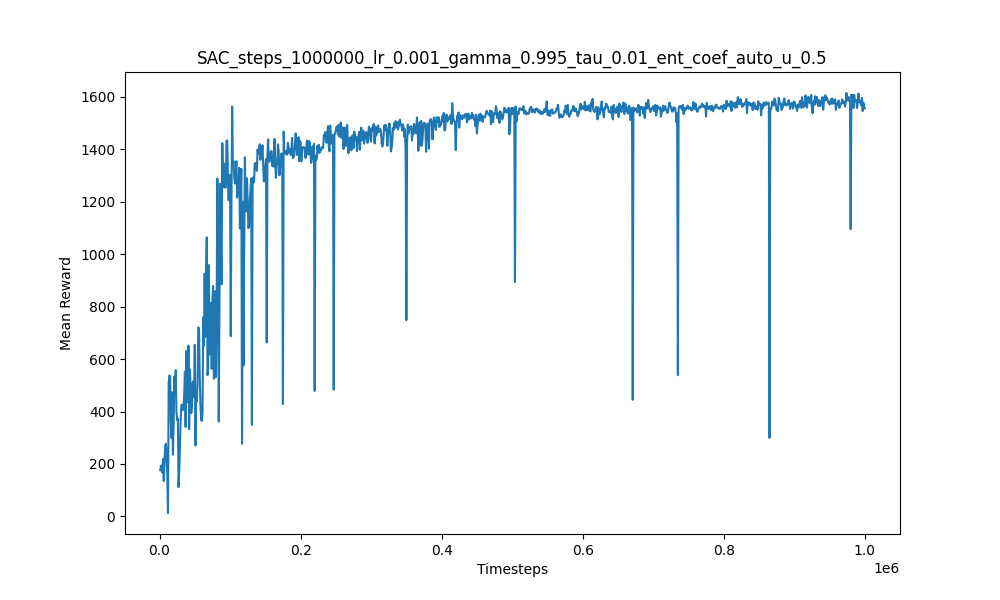 SAC_steps_1000000_lr_0.001_gamma_0.995_tau_0.01_ent_coef_auto_u_0.5
1600
1400
1200
1000
800
600
400
200
0
Mean Reward
0.0 0.2 0.4 0.6 0.8 1.0
1e6
Timesteps